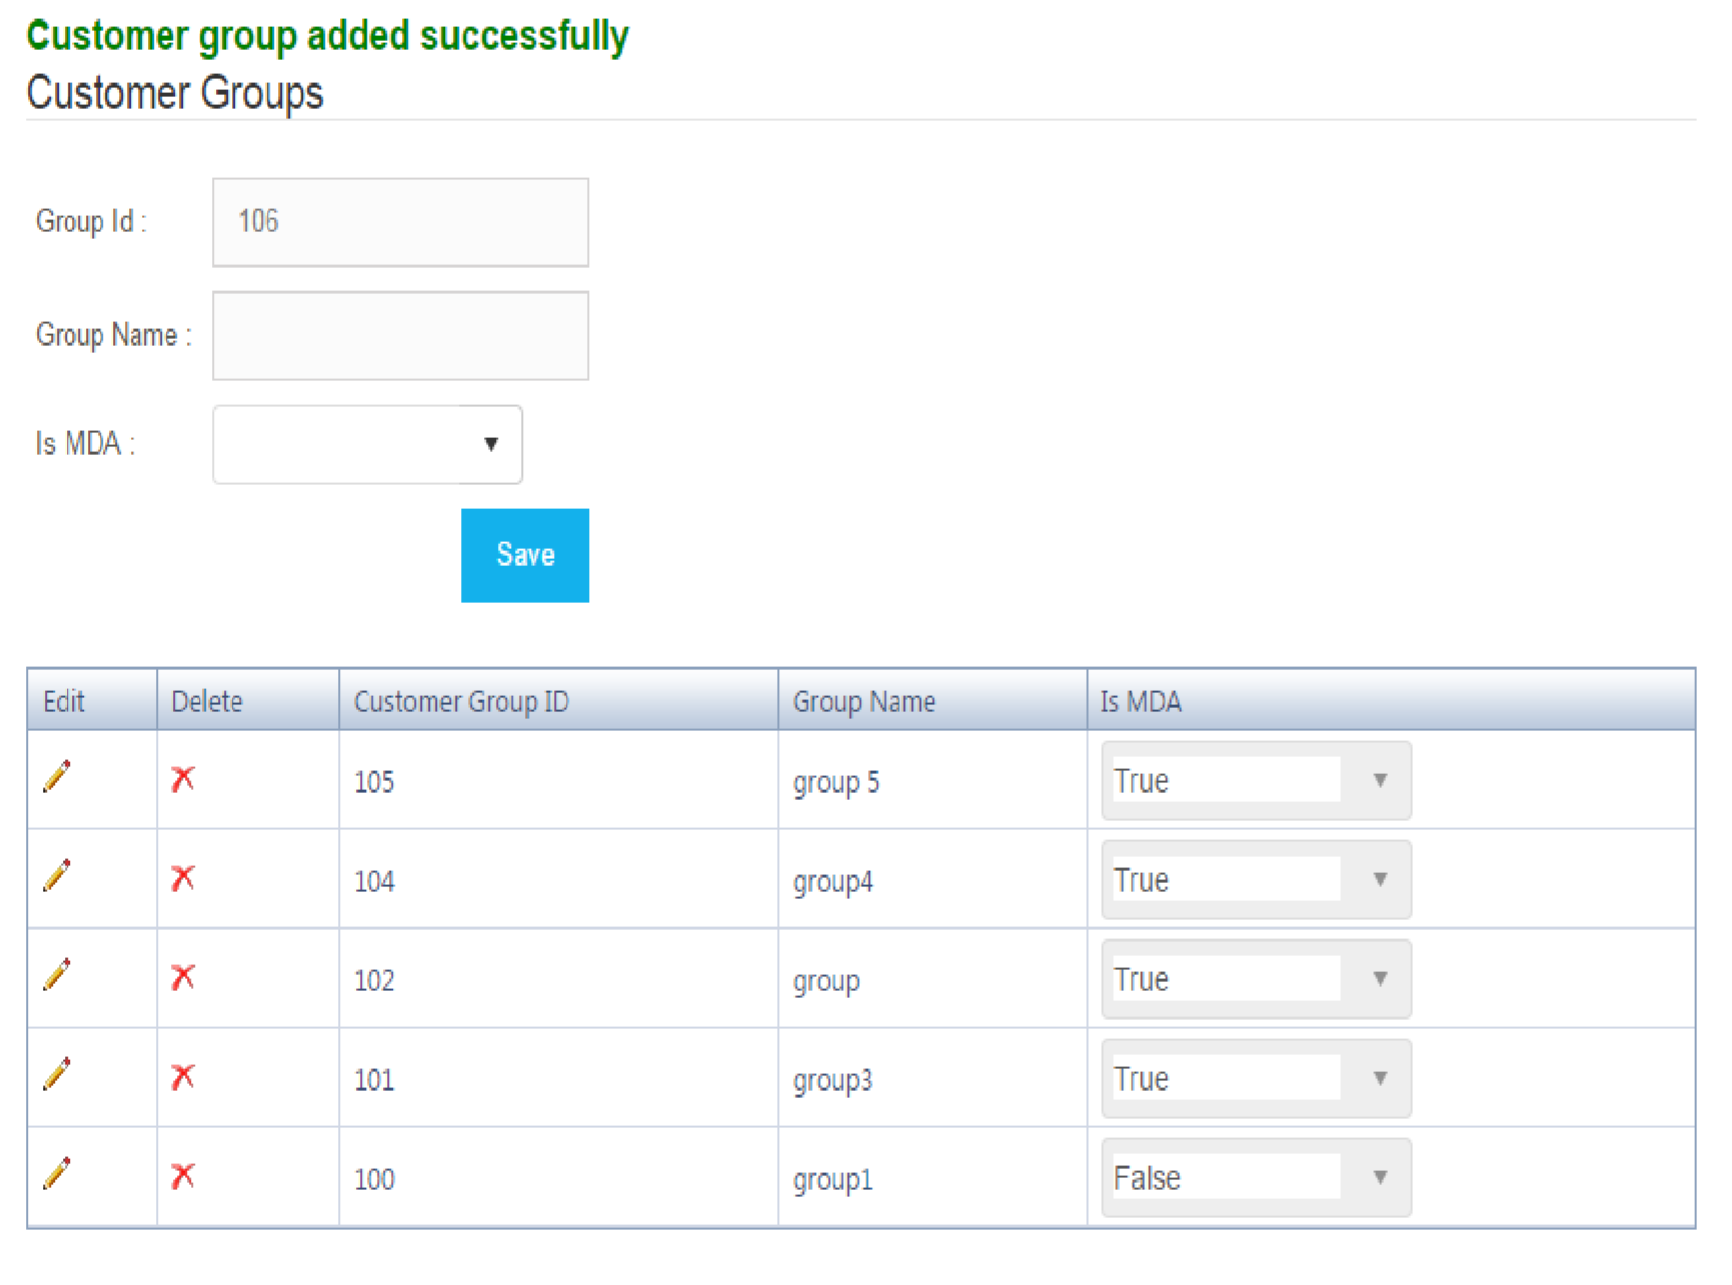 Customer group added successfully
Customer Groups
Group Id : 106
Group Name :
Is MDA :
Save
Edit Delete Customer Group ID Group Name Is MDA
105 group 5 True
104 group4 True
102 group True
101 group3 True
100 group1 False